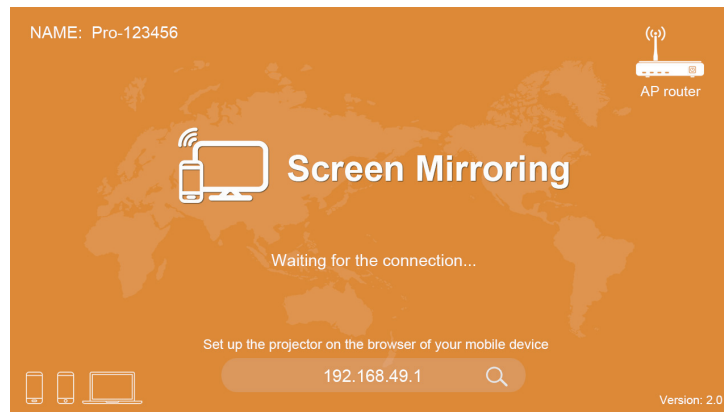 NAME: Pro-123456
AP router
Screen Mirroring
Waiting for the connection...
Set up the projector on the browser of your mobile device
192.168.49.1
Version: 2.0